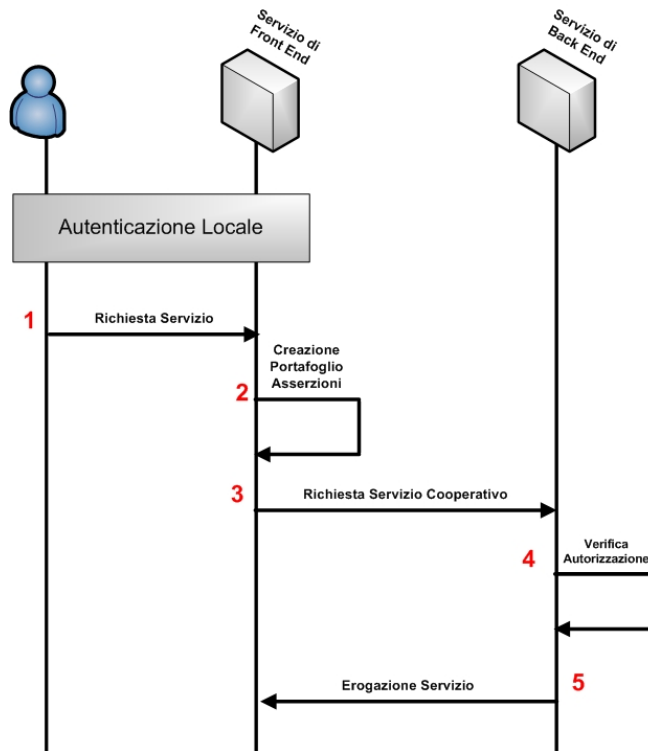 Servizio di
Front End
Servizio di
Back End
Autenticazione Locale
1
Richiesta Servizio
Creazione
Portafoglio
Asserzioni
2
3
Richiesta Servizio Cooperativo
4
Verifica
Autorizzazione
5
Erogazione Servizio